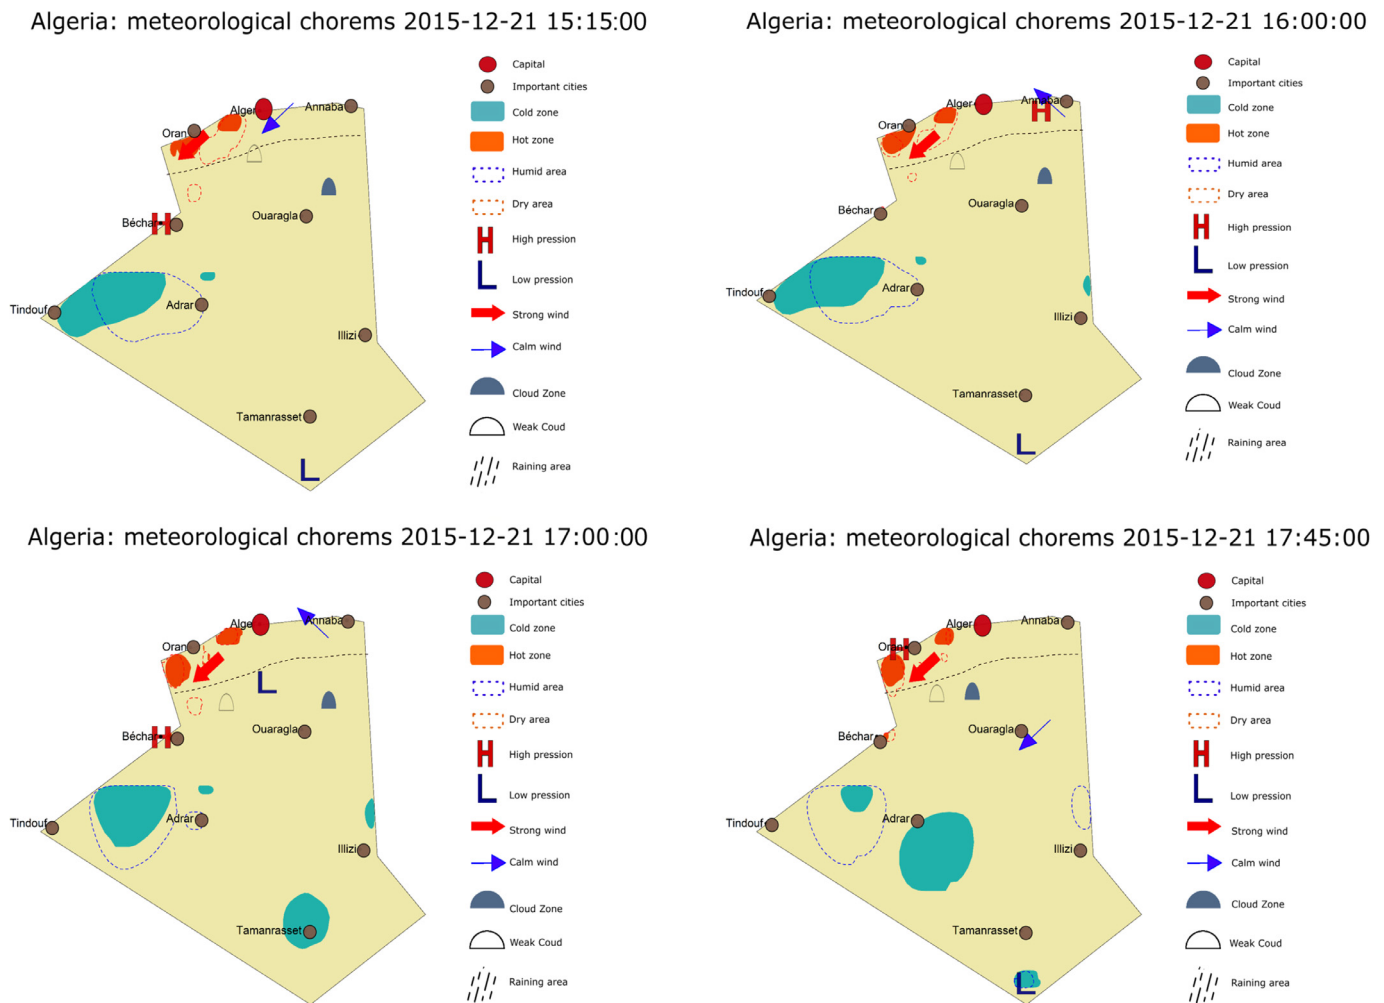 Algeria: meteorological chorems 2015-12-21 15:15:00
Capital
Important cities
Cold zone
Hot zone
Humid area
Dry area
H High pression
L Low pression
Strong wind
Calm wind
Cloud Zone
Weak Coud
Raining area
Alger
Annaba
Oran
Béchar
H
Ouaragla
Tindouf
Adrar
Illizi
Tamanrasset
L
Algeria: meteorological chorems 2015-12-21 16:00:00
Capital
Important cities
Cold zone
Hot zone
Humid area
Dry area
H High pression
L Low pression
Strong wind
Calm wind
Cloud Zone
Weak Coud
Raining area
Alger
Annaba
H
Oran
Béchar
Ouaragla
Tindouf
Adrar
Illizi
Tamanrasset
L
Algeria: meteorological chorems 2015-12-21 17:00:00
Capital
Important cities
Cold zone
Hot zone
Humid area
Dry area
H High pression
L Low pression
Strong wind
Calm wind
Cloud Zone
Weak Coud
Raining area
Alger
Annaba
Oran
L
Béchar
H
Ouaragla
Tindouf
Adrar
Illizi
Tamanrasset
Algeria: meteorological chorems 2015-12-21 17:45:00
Capital
Important cities
Cold zone
Hot zone
Humid area
Dry area
H High pression
L Low pression
Strong wind
Calm wind
Cloud Zone
Weak Coud
Raining area
Alger
Annaba
Oran
H
Béchar
Ouaragla
Tindouf
Adrar
Illizi
Tamanrasset
L